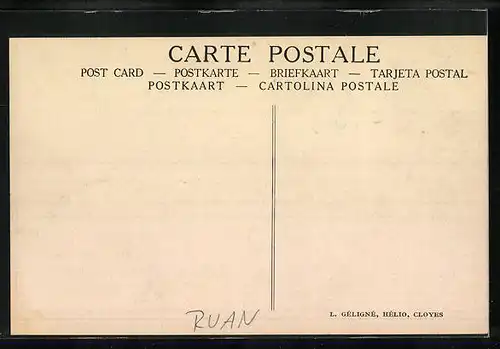 CARTE POSTALE
POST CARD — POSTKARTE — BRIEFKAART — TARJETA POSTAL
POSTKAART — CARTOLINA POSTALE
RUAN
L. GÉLIGNÉ, HÉLIO, CLOYES